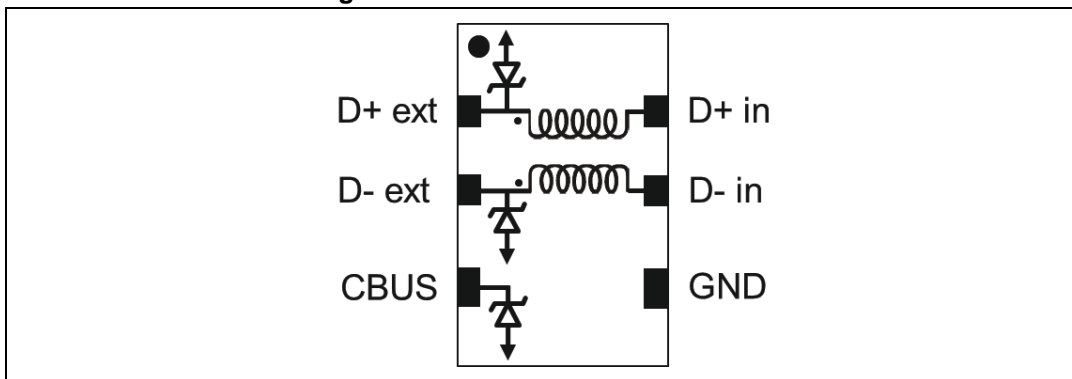 D+ ext D+ in
D- ext D- in
CBUS GND